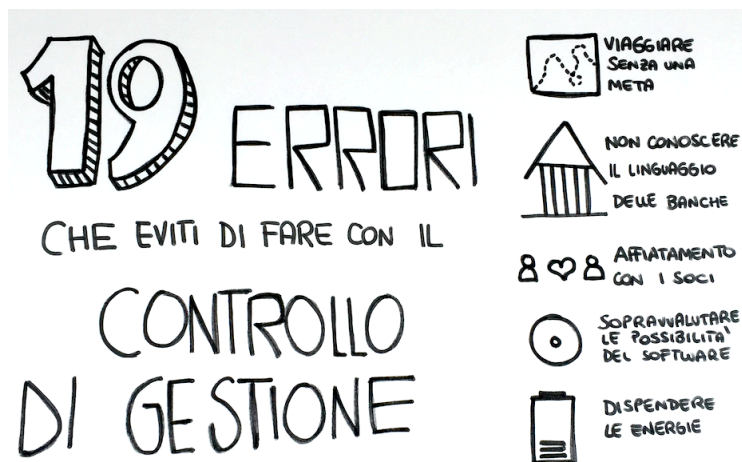 19 ERRORI
CHE EVITI DI FARE CON IL
CONTROLLO
DI GESTIONE
VIAGGIARE
SENZA UNA
META
NON CONOSCERE
IL LINGUAGGIO
DELLE BANCHE
AFFIATAMENTO
CON I SOCI
SOPRAVVALUTARE
LE POSSIBILITA'
DEL SOFTWARE
DISPENDERE
LE ENERGIE